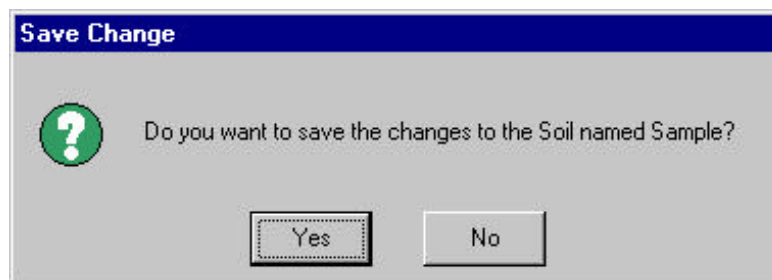 Save Change
Do you want to save the changes to the Soil named Sample?
Yes No